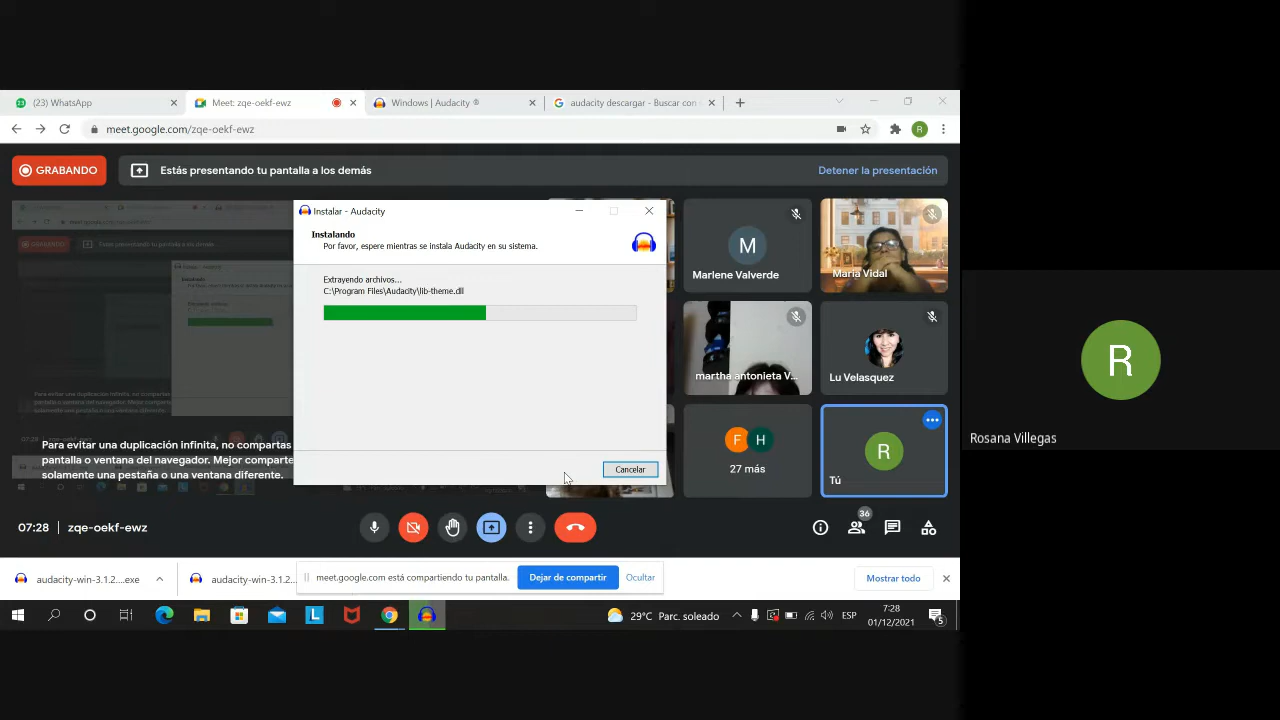 (23) WhatsApp
Meet: zqe-oekf-ewz
Windows | Audacity ®
audacity descargar - Buscar con
meet.google.com/zqe-oekf-ewz
R
GRABANDO
Estás presentando tu pantalla a los demás
Detener la presentación
Instalar - Audacity
Instalando
Por favor, espere mientras se instala Audacity en su sistema.
Extrayendo archivos...
C:\Program Files\Audacity\lib-theme.dll
Cancelar
M
Marlene Valverde
Maria Vidal
martha antonieta V...
Lu Velasquez
F
H
27 más
R
Tú
Para evitar una duplicación infinita, no compartas
pantalla o ventana del navegador. Mejor comparte
solamente una pestaña o una ventana diferente.
R
Rosana Villegas
07:28 | zqe-oekf-ewz
36
audacity-win-3.1.2....exe
audacity-win-3.1.2...
meet.google.com está compartiendo tu pantalla.
Dejar de compartir
Ocultar
Mostrar todo
L
29°C Parc. soleado
ESP
7:28
01/12/2021
5